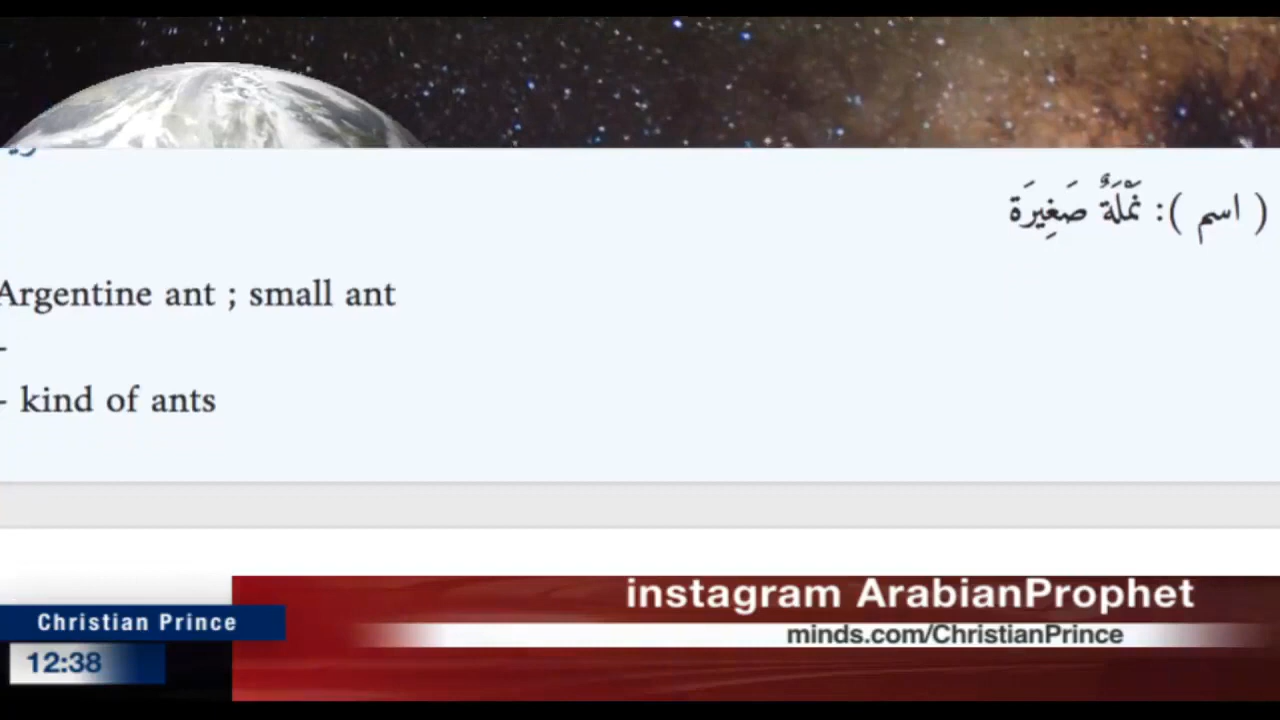 ( اسم ): نَمْلَةٌ صَغِيرَة
Argentine ant ; small ant
-
- kind of ants
instagram ArabianProphet
Christian Prince
minds.com/ChristianPrince
12:38